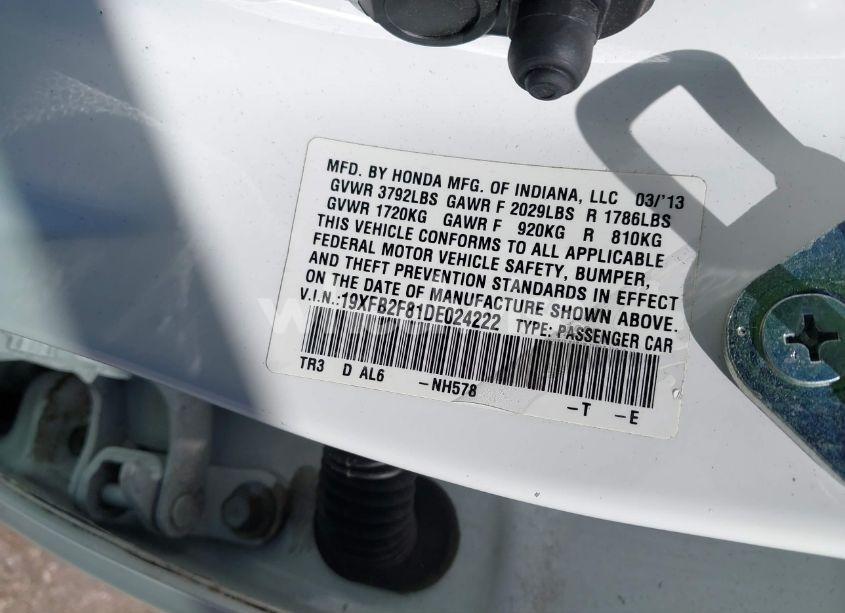 MFD. BY HONDA MFG. OF INDIANA, LLC 03/'13
GVWR 3792LBS GAWR F 2029LBS R 1786LBS
GVWR 1720KG GAWR F 920KG R 810KG
THIS VEHICLE CONFORMS TO ALL APPLICABLE
FEDERAL MOTOR VEHICLE SAFETY, BUMPER,
AND THEFT PREVENTION STANDARDS IN EFFECT
ON THE DATE OF MANUFACTURE SHOWN ABOVE.
V.I.N.:19XFB2F81DE024222 TYPE: PASSENGER CAR
TR3 D AL6 -NH578 -T -E